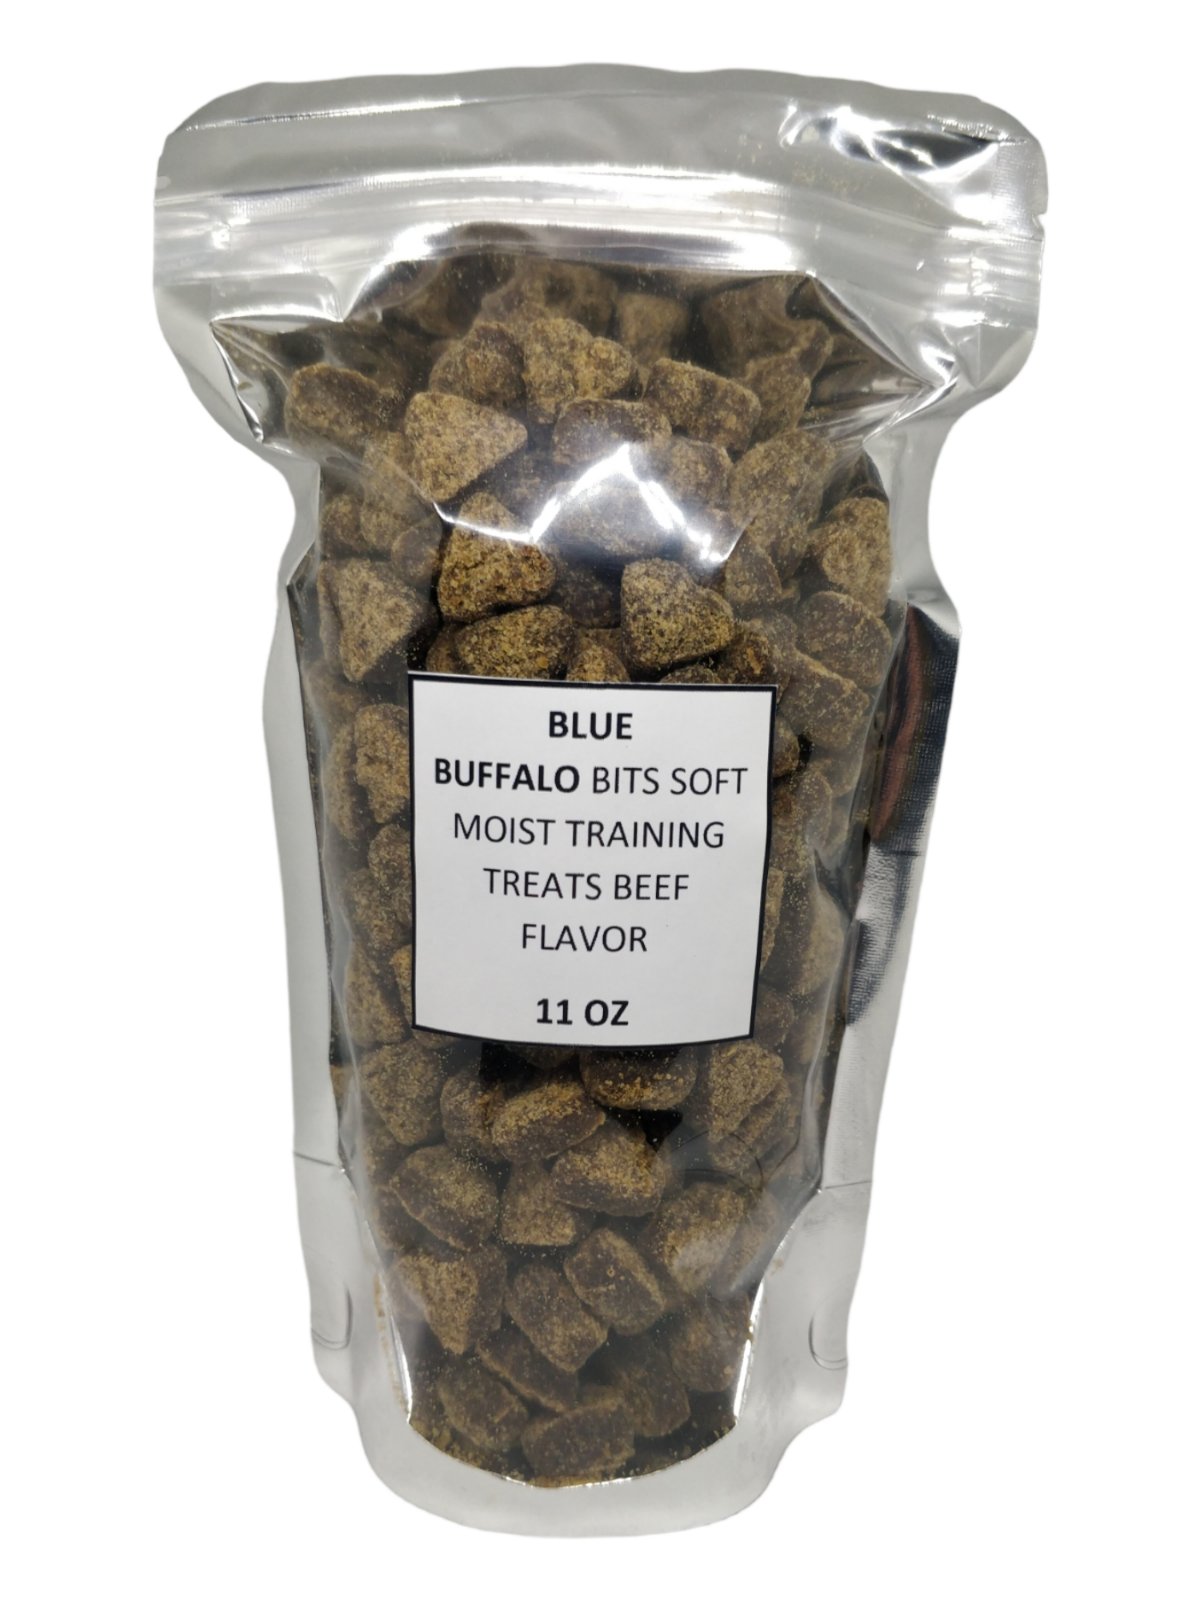 BLUE
BUFFALO BITS SOFT
MOIST TRAINING
TREATS BEEF
FLAVOR
11 OZ